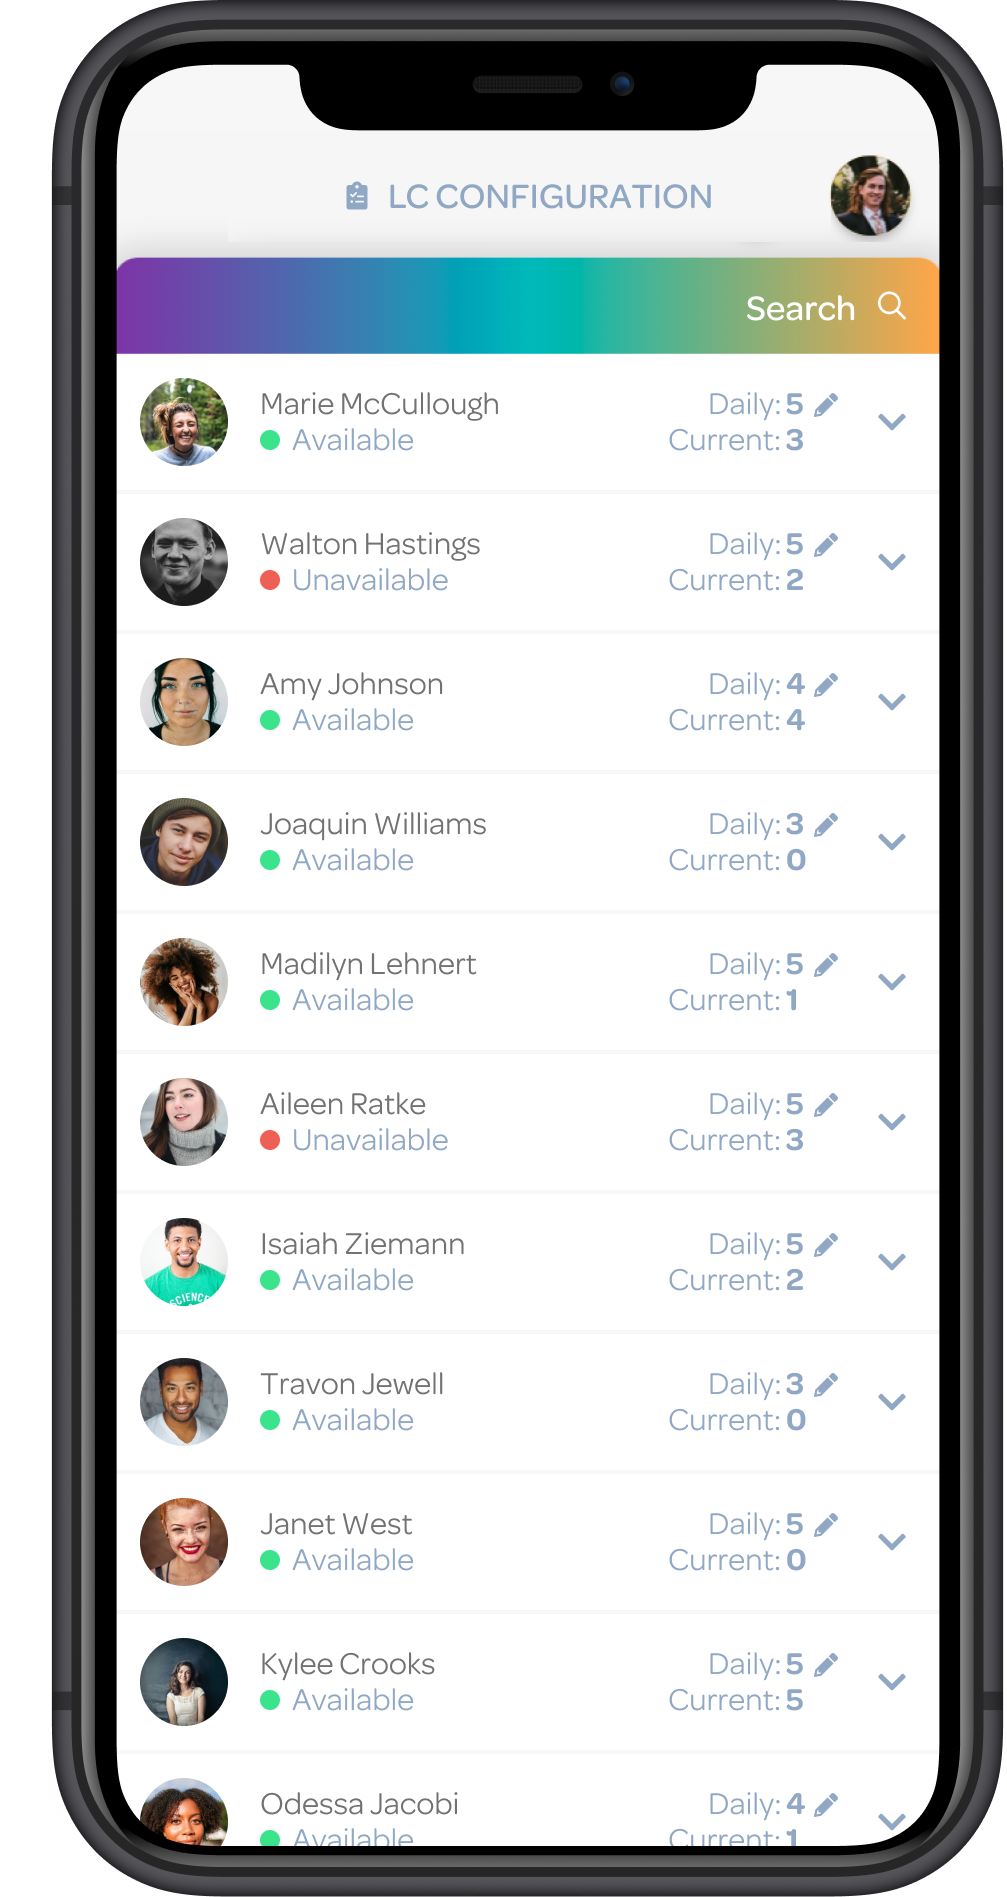 LC CONFIGURATION
Search
Marie McCullough Daily: 5
Available Current: 3
Walton Hastings Daily: 5
Unavailable Current: 2
Amy Johnson Daily: 4
Available Current: 4
Joaquin Williams Daily: 3
Available Current: 0
Madilyn Lehnert Daily: 5
Available Current: 1
Aileen Ratke Daily: 5
Unavailable Current: 3
Isaiah Ziemann Daily: 5
Available Current: 2
SCIENCE
Travon Jewell Daily: 3
Available Current: 0
Janet West Daily: 5
Available Current: 0
Kylee Crooks Daily: 5
Available Current: 5
Odessa Jacobi Daily: 4
Available Current: 1